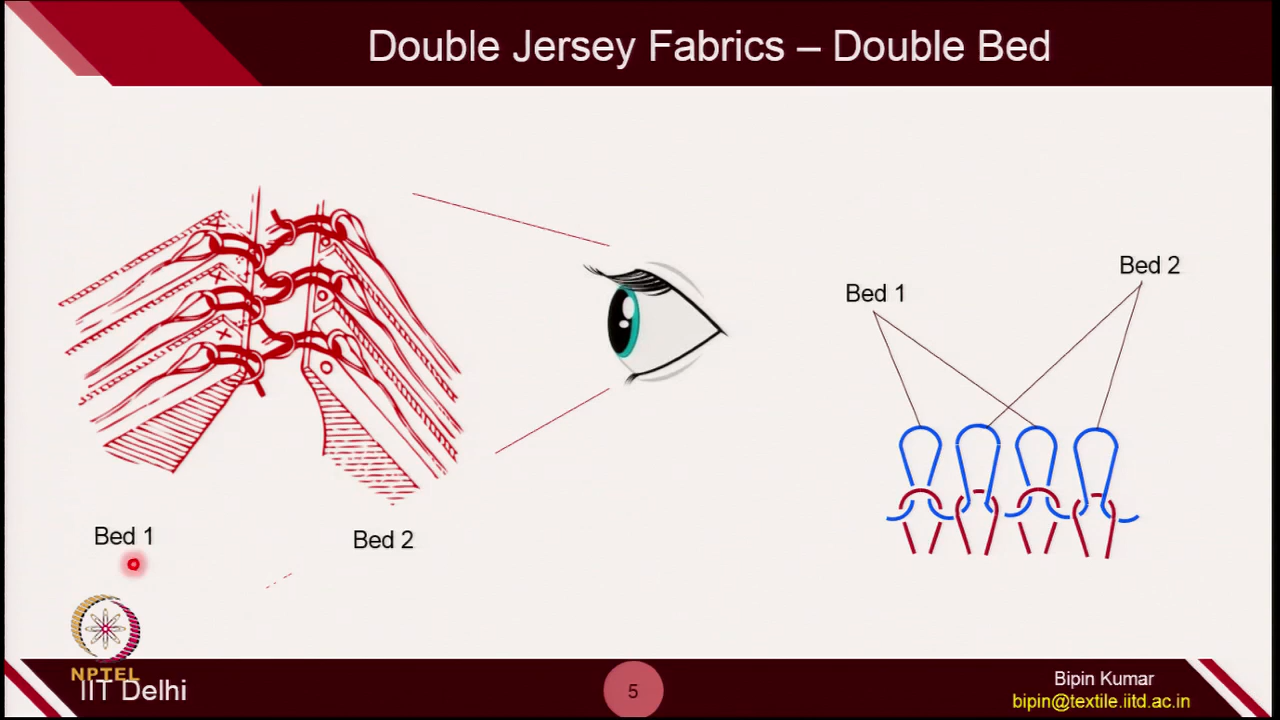 Double Jersey Fabrics – Double Bed
Bed 2
Bed 1
Bed 1
Bed 2
NPTEL
IIT Delhi
5
Bipin Kumar
bipin@textile.iitd.ac.in